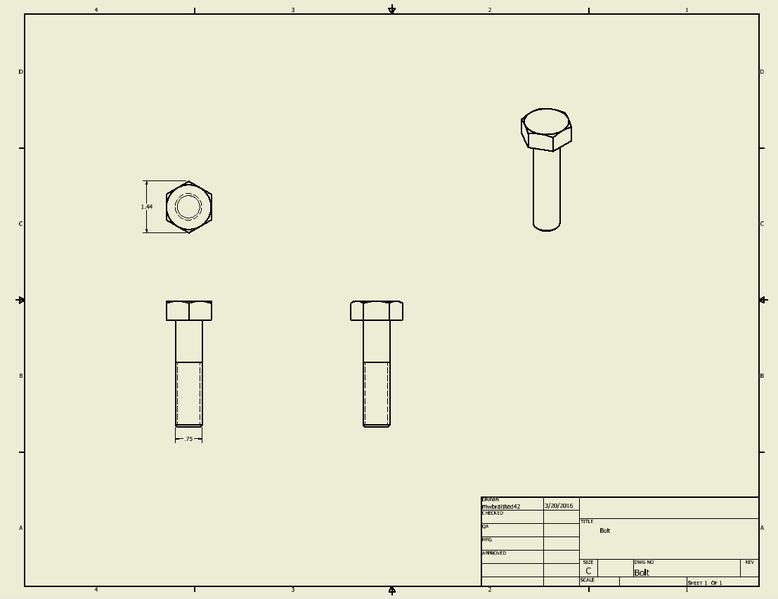 4 3 2 1
D D
1.44
C C
B B
.75
DRAWN
mwbraisted42 3/20/2016
CHECKED
TITLE
QA
Bolt
MFG
APPROVED
SIZE DWG NO REV
C Bolt
SCALE
SHEET 1 OF 1
A A
4 3 2 1